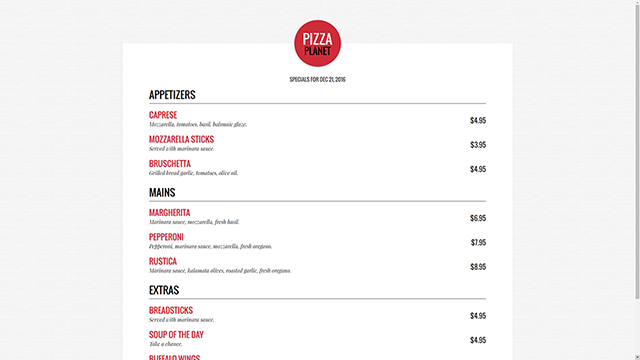 PIZZA
PLANET
SPECIALS FOR DEC 21, 2016
APPETIZERS
CAPRESE
Mozzarella, tomatoes, basil, balsmaic glaze.
$4.95
MOZZARELLA STICKS
Served with marinara sauce.
$3.95
BRUSCHETTA
Grilled bread garlic, tomatoes, olive oil.
$4.95
MAINS
MARGHERITA
Marinara sauce, mozzarella, fresh basil.
$6.95
PEPPERONI
Pepperoni, marinara sauce, mozzarella, fresh oregano.
$7.95
RUSTICA
Marinara sauce, kalamata olives, roasted garlic, fresh oregano.
$8.95
EXTRAS
BREADSTICKS
Served with marinara sauce.
$4.95
SOUP OF THE DAY
Take a chance.
$4.95
BUFFALO WINGS